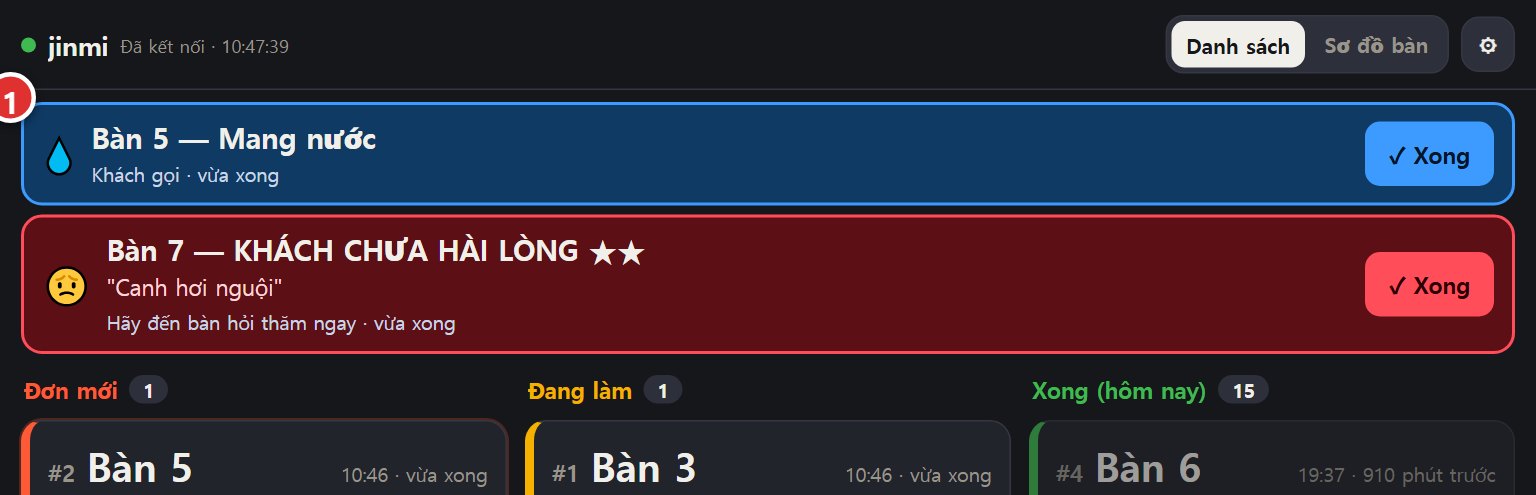 jinmi Đã kết nối · 10:47:39
Danh sách Sơ đồ bàn
1
Bàn 5 — Mang nước
Khách gọi · vừa xong
✓ Xong
Bàn 7 — KHÁCH CHƯA HÀI LÒNG ★★
"Canh hơi nguội"
Hãy đến bàn hỏi thăm ngay · vừa xong
✓ Xong
Đơn mới 1
#2 Bàn 5 10:46 · vừa xong
Đang làm 1
#1 Bàn 3 10:46 · vừa xong
Xong (hôm nay) 15
#4 Bàn 6 19:37 · 910 phút trước